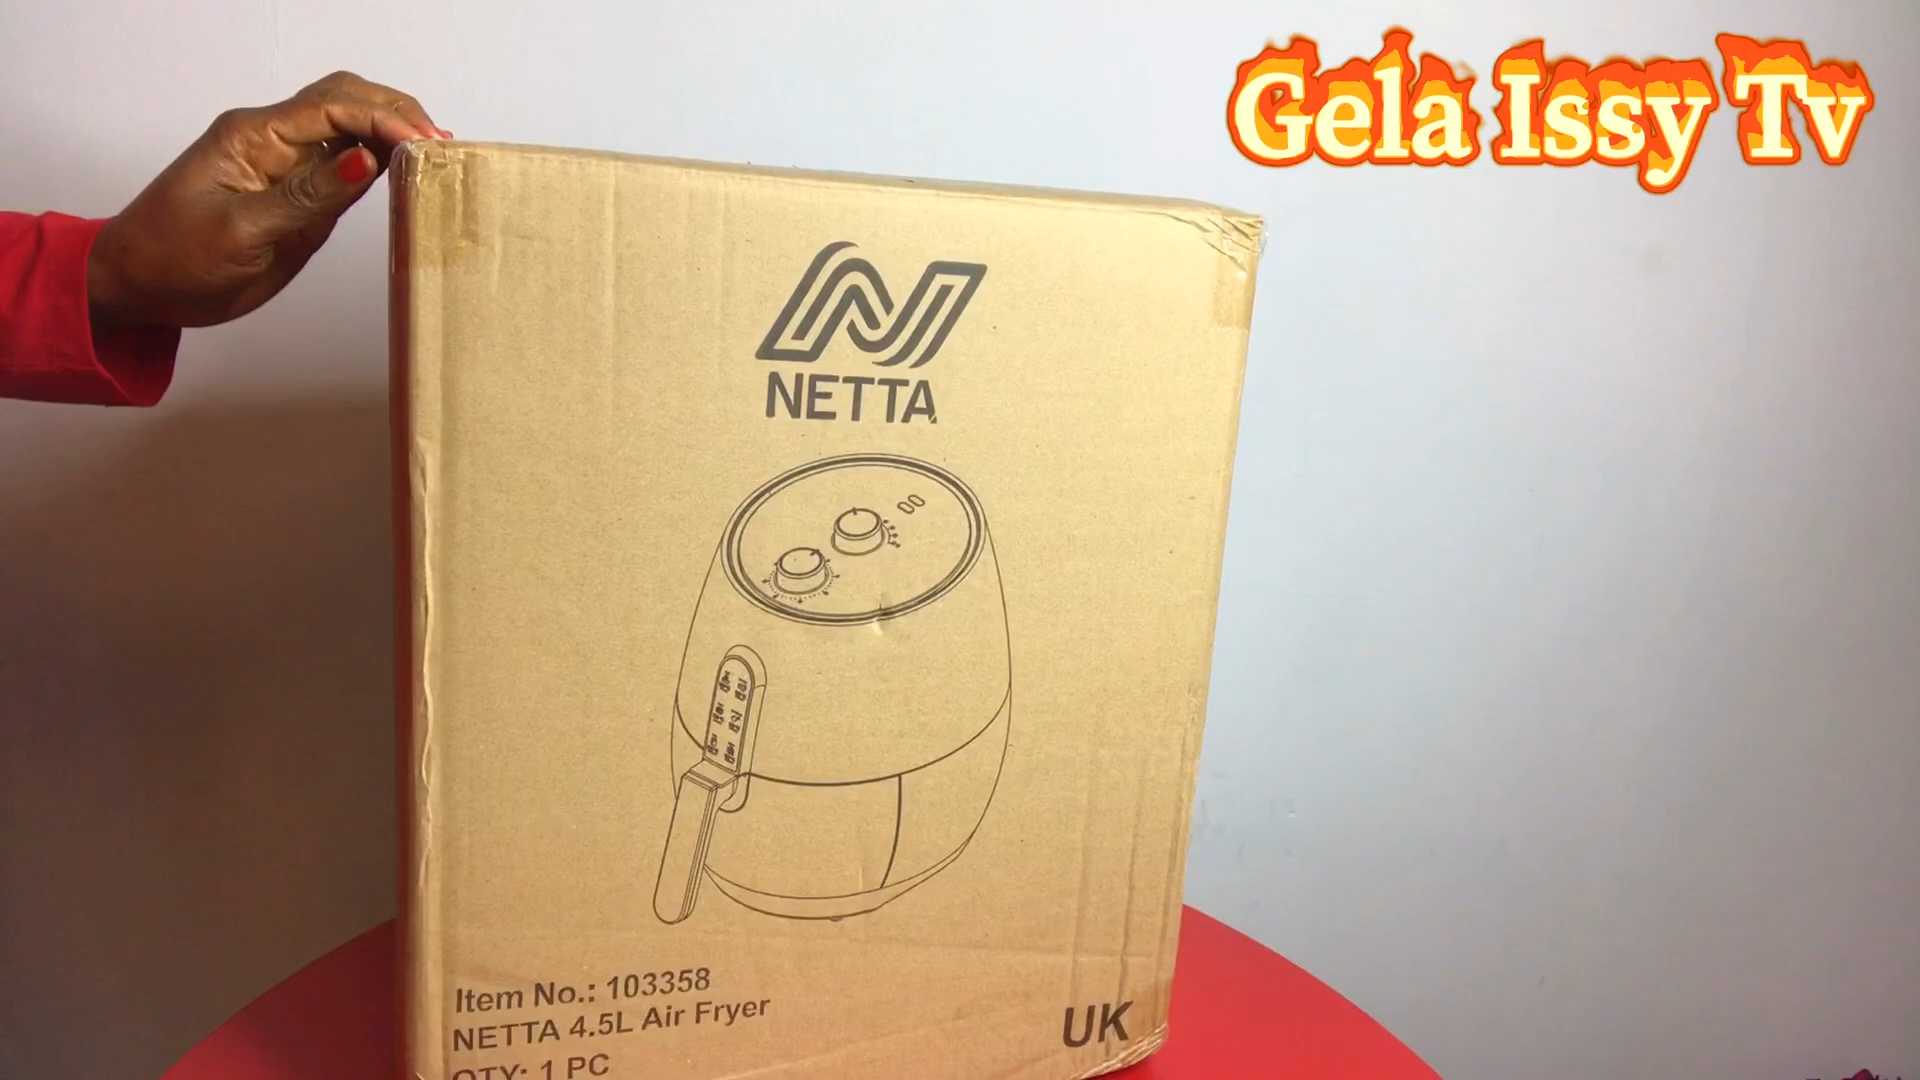 Gela Issy Tv
NETTA
Item No.: 103358
NETTA 4.5L Air Fryer
QTY: 1 PC
UK